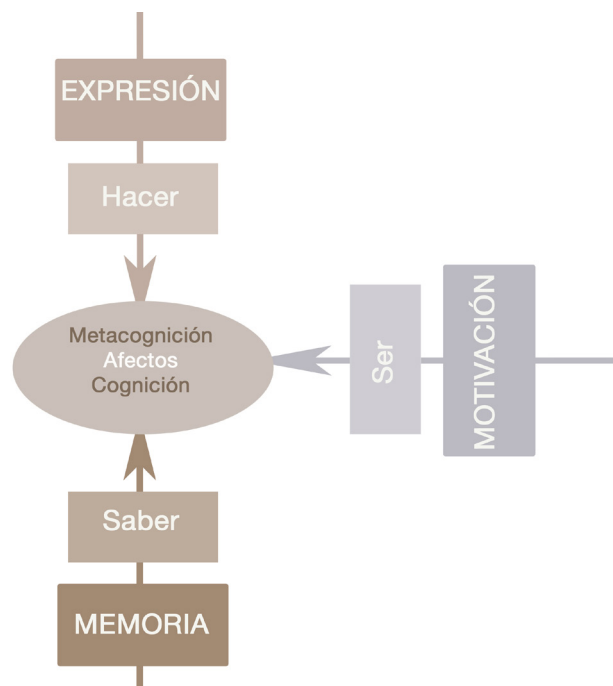 EXPRESIÓN
Hacer
Metacognición
Afectos
Cognición
Ser
MOTIVACIÓN
Saber
MEMORIA